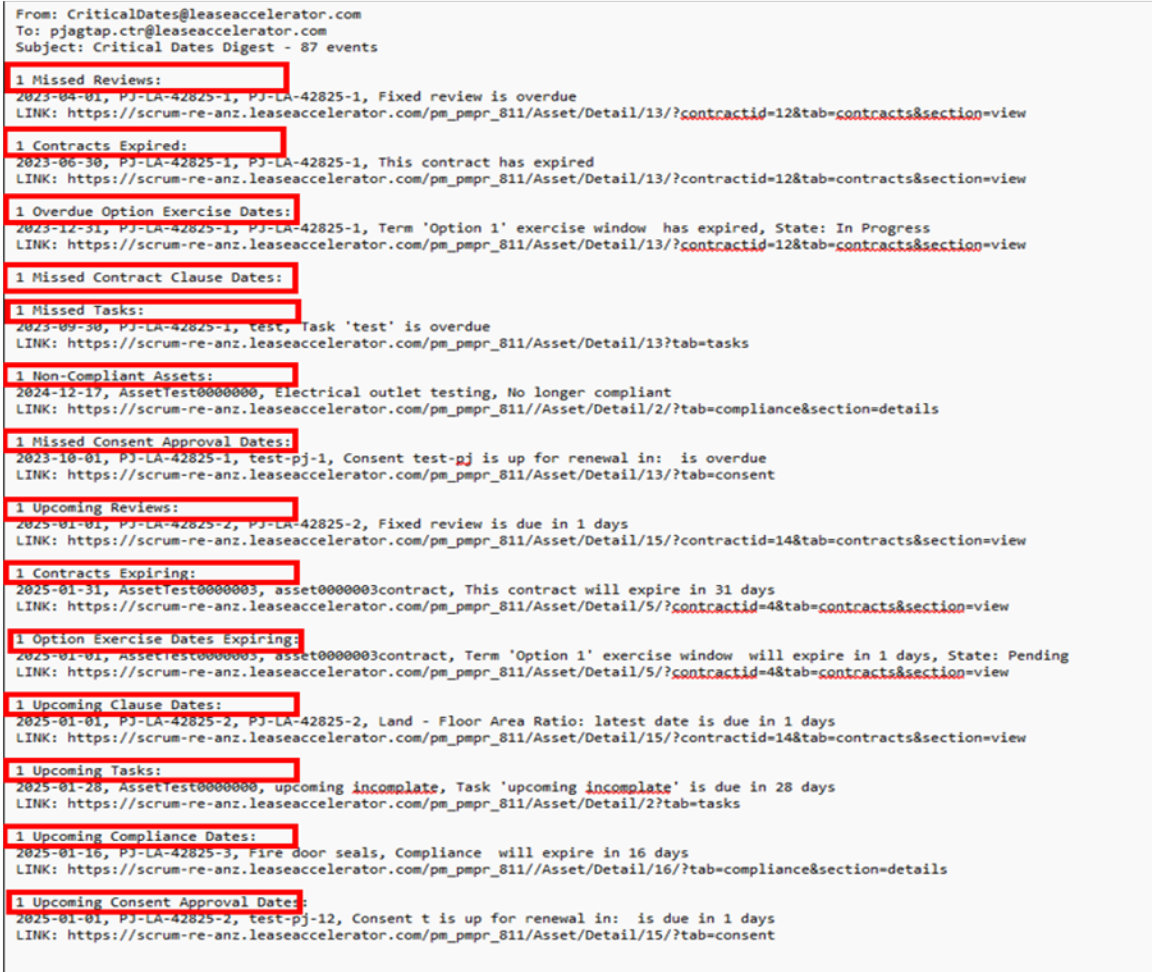 From: CriticalDates@leaseaccelerator.com
To: pjagtap.ctr@leaseaccelerator.com
Subject: Critical Dates Digest - 87 events
1 Missed Reviews:
2023-04-01, PJ-LA-42825-1, PJ-LA-42825-1, Fixed review is overdue
LINK: https://scrum-re-anz.leaseaccelerator.com/pm_pmpr_811/Asset/Detail/13/?contractid=12&tab=contracts&section=view
1 Contracts Expired:
2023-06-30, PJ-LA-42825-1, PJ-LA-42825-1, This contract has expired
LINK: https://scrum-re-anz.leaseaccelerator.com/pm_pmpr_811/Asset/Detail/13/?contractid=12&tab=contracts&section=view
1 Overdue Option Exercise Dates:
2023-12-31, PJ-LA-42825-1, PJ-LA-42825-1, Term 'Option 1' exercise window  has expired, State: In Progress
LINK: https://scrum-re-anz.leaseaccelerator.com/pm_pmpr_811/Asset/Detail/13/?contractid=12&tab=contracts&section=view
1 Missed Contract Clause Dates:
1 Missed Tasks:
2023-09-30, PJ-LA-42825-1, test, Task 'test' is overdue
LINK: https://scrum-re-anz.leaseaccelerator.com/pm_pmpr_811/Asset/Detail/13?tab=tasks
1 Non-Compliant Assets:
2024-12-17, AssetTest0000000, Electrical outlet testing, No longer compliant
LINK: https://scrum-re-anz.leaseaccelerator.com/pm_pmpr_811//Asset/Detail/2/?tab=compliance&section=details
1 Missed Consent Approval Dates:
2023-10-01, PJ-LA-42825-1, test-pj-1, Consent test-pj is up for renewal in:  is overdue
LINK: https://scrum-re-anz.leaseaccelerator.com/pm_pmpr_811/Asset/Detail/13/?tab=consent
1 Upcoming Reviews:
2025-01-01, PJ-LA-42825-2, PJ-LA-42825-2, Fixed review is due in 1 days
LINK: https://scrum-re-anz.leaseaccelerator.com/pm_pmpr_811/Asset/Detail/15/?contractid=14&tab=contracts&section=view
1 Contracts Expiring:
2025-01-31, AssetTest0000003, asset0000003contract, This contract will expire in 31 days
LINK: https://scrum-re-anz.leaseaccelerator.com/pm_pmpr_811/Asset/Detail/5/?contractid=4&tab=contracts&section=view
1 Option Exercise Dates Expiring:
2025-01-01, AssetTest0000003, asset0000003contract, Term 'Option 1' exercise window  will expire in 1 days, State: Pending
LINK: https://scrum-re-anz.leaseaccelerator.com/pm_pmpr_811/Asset/Detail/5/?contractid=4&tab=contracts&section=view
1 Upcoming Clause Dates:
2025-01-01, PJ-LA-42825-2, PJ-LA-42825-2, Land - Floor Area Ratio: latest date is due in 1 days
LINK: https://scrum-re-anz.leaseaccelerator.com/pm_pmpr_811/Asset/Detail/15/?contractid=14&tab=contracts&section=view
1 Upcoming Tasks:
2025-01-28, AssetTest0000000, upcoming incomplate, Task 'upcoming incomplate' is due in 28 days
LINK: https://scrum-re-anz.leaseaccelerator.com/pm_pmpr_811/Asset/Detail/2?tab=tasks
1 Upcoming Compliance Dates:
2025-01-16, PJ-LA-42825-3, Fire door seals, Compliance  will expire in 16 days
LINK: https://scrum-re-anz.leaseaccelerator.com/pm_pmpr_811//Asset/Detail/16/?tab=compliance&section=details
1 Upcoming Consent Approval Dates:
2025-01-01, PJ-LA-42825-2, test-pj-12, Consent t is up for renewal in:  is due in 1 days
LINK: https://scrum-re-anz.leaseaccelerator.com/pm_pmpr_811/Asset/Detail/15/?tab=consent